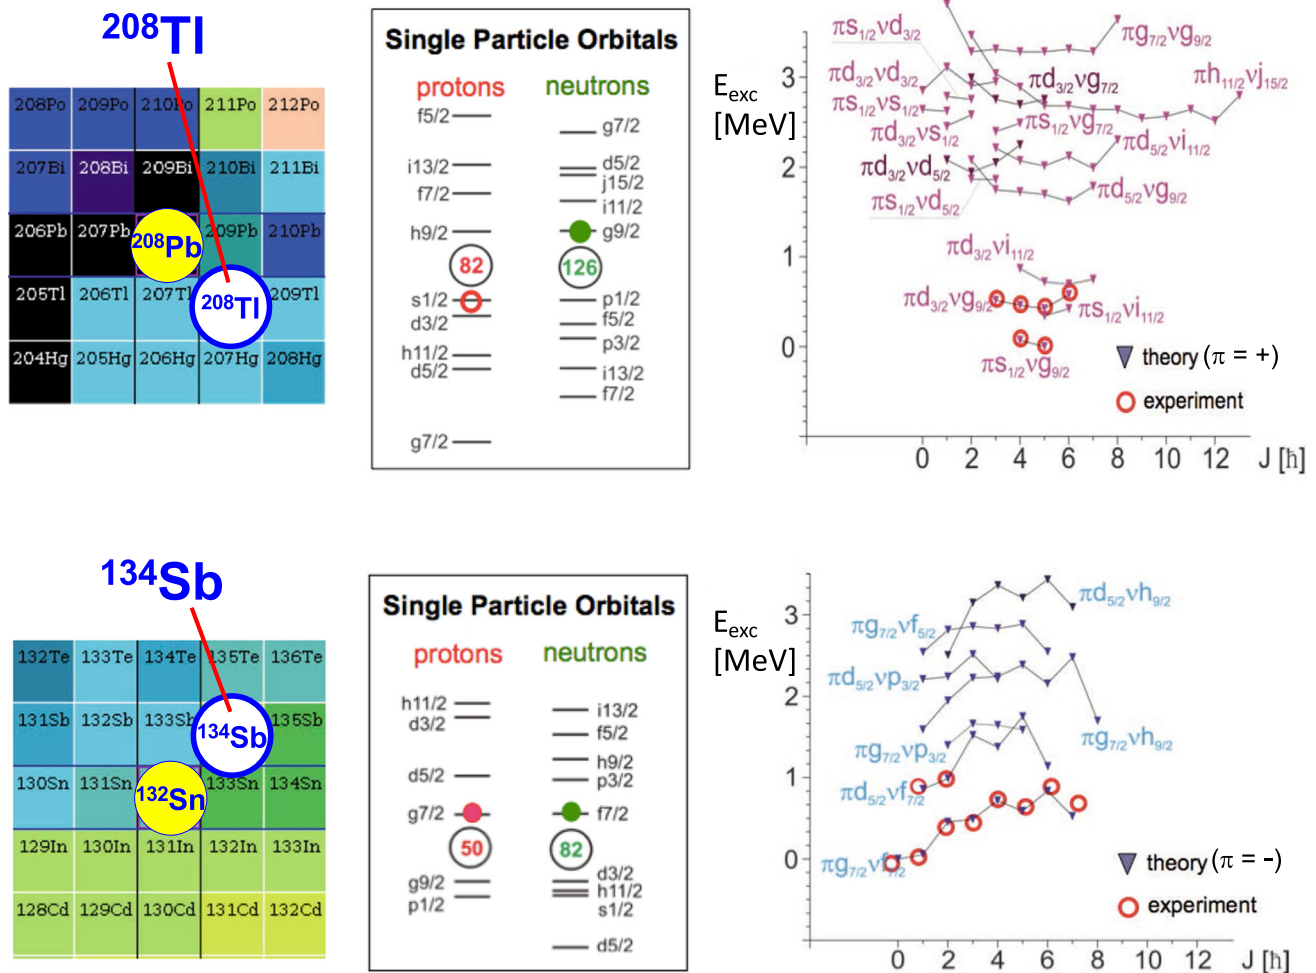 ²⁰⁸Tl
208Po 209Po 210Po 211Po 212Po
207Bi 208Bi 209Bi 210Bi 211Bi
206Pb 207Pb ²⁰⁸Pb 209Pb 210Pb
205Tl 206Tl 207Tl ²⁰⁸Tl 209Tl
204Hg 205Hg 206Hg 207Hg 208Hg
Single Particle Orbitals
protons neutrons
f5/2
i13/2
f7/2
h9/2
82
s1/2
d3/2
h11/2
d5/2
g7/2
g7/2
d5/2
j15/2
i11/2
g9/2
126
p1/2
f5/2
p3/2
i13/2
f7/2
E_exc
[MeV]
3
2
1
0
πs₁/₂νd₃/₂
πg₇/₂νg₉/₂
πd₃/₂νd₃/₂
πd₃/₂νg₇/₂
πh₁₁/₂νj₁₅/₂
πs₁/₂νs₁/₂
πs₁/₂νg₇/₂
πd₃/₂νs₁/₂
πd₅/₂νi₁₁/₂
πd₃/₂νd₅/₂
πs₁/₂νd₅/₂
πd₅/₂νg₉/₂
πd₃/₂νi₁₁/₂
πd₃/₂νg₉/₂
πs₁/₂νi₁₁/₂
πs₁/₂νg₉/₂
theory (π = +)
experiment
0 2 4 6 8 10 12 J [ħ]
¹³⁴Sb
132Te 133Te 134Te 135Te 136Te
131Sb 132Sb 133Sb ¹³⁴Sb 135Sb
130Sn 131Sn ¹³²Sn 133Sn 134Sn
129In 130In 131In 132In 133In
128Cd 129Cd 130Cd 131Cd 132Cd
Single Particle Orbitals
protons neutrons
h11/2
d3/2
d5/2
g7/2
50
g9/2
p1/2
i13/2
f5/2
h9/2
p3/2
f7/2
82
d3/2
h11/2
s1/2
d5/2
E_exc
[MeV]
3
2
1
0
πd₅/₂νh₉/₂
πg₇/₂νf₅/₂
πd₅/₂νp₃/₂
πg₇/₂νh₉/₂
πg₇/₂νp₃/₂
πd₅/₂νf₇/₂
πg₇/₂νf₇/₂
theory (π = -)
experiment
0 2 4 6 8 10 12 J [ħ]